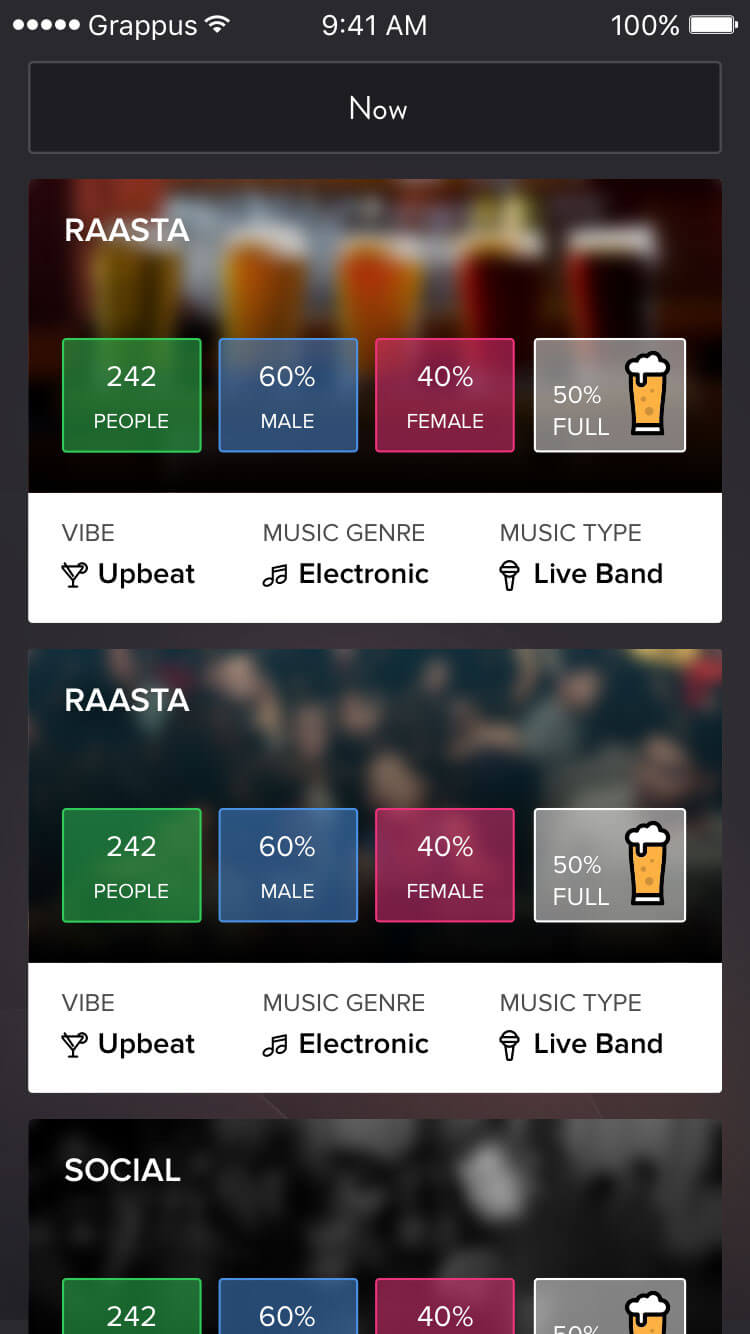 Grappus 9:41 AM 100%
Now
RAASTA
242 60% 40% 50%
PEOPLE MALE FEMALE FULL
VIBE MUSIC GENRE MUSIC TYPE
Upbeat Electronic Live Band
RAASTA
242 60% 40% 50%
PEOPLE MALE FEMALE FULL
VIBE MUSIC GENRE MUSIC TYPE
Upbeat Electronic Live Band
SOCIAL
242 60% 40% 50%